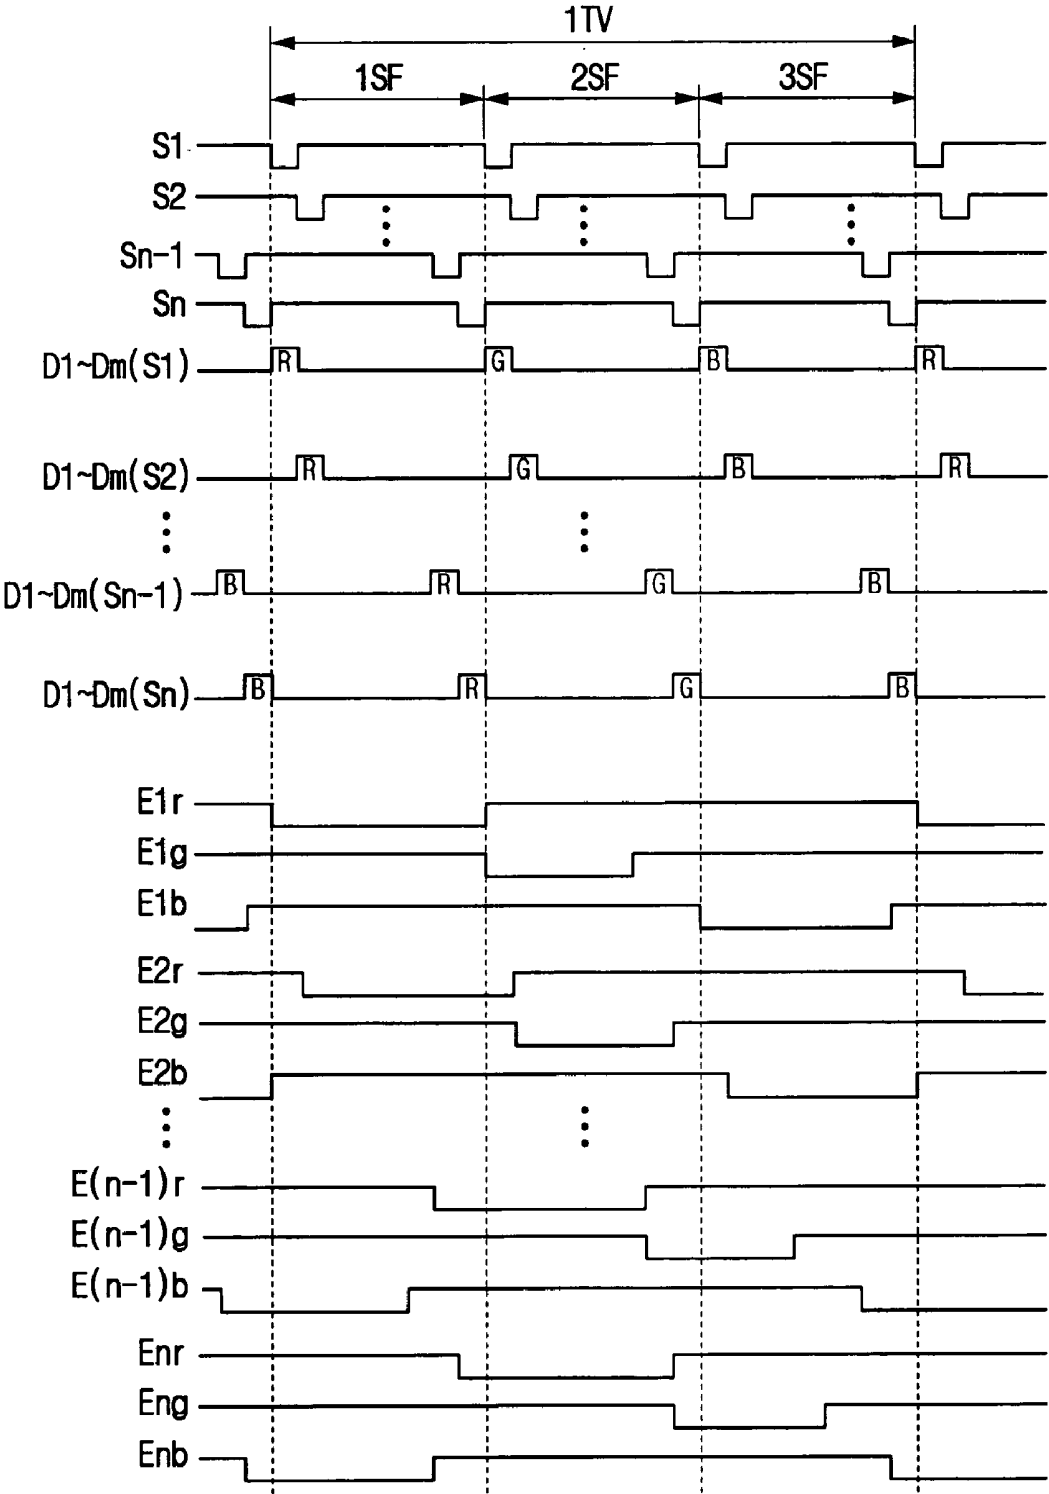 1TV
1SF 2SF 3SF
S1
S2
Sn-1
Sn
D1~Dm(S1) R G B R
D1~Dm(S2) R G B R
D1~Dm(Sn-1) B R G B
D1~Dm(Sn) B R G B
E1r
E1g
E1b
E2r
E2g
E2b
E(n-1)r
E(n-1)g
E(n-1)b
Enr
Eng
Enb